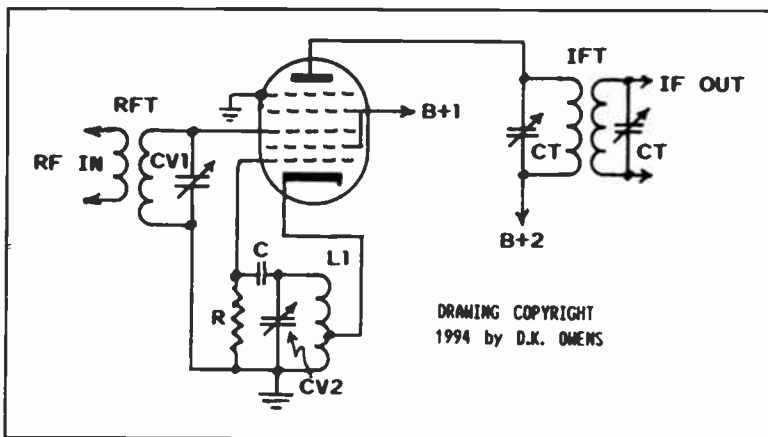 IFT
RFT
IF OUT
B+1
RF IN
CV1
CT
CT
B+2
C
L1
R
CV2
DRAWING COPYRIGHT
1994 by D.K. OWENS